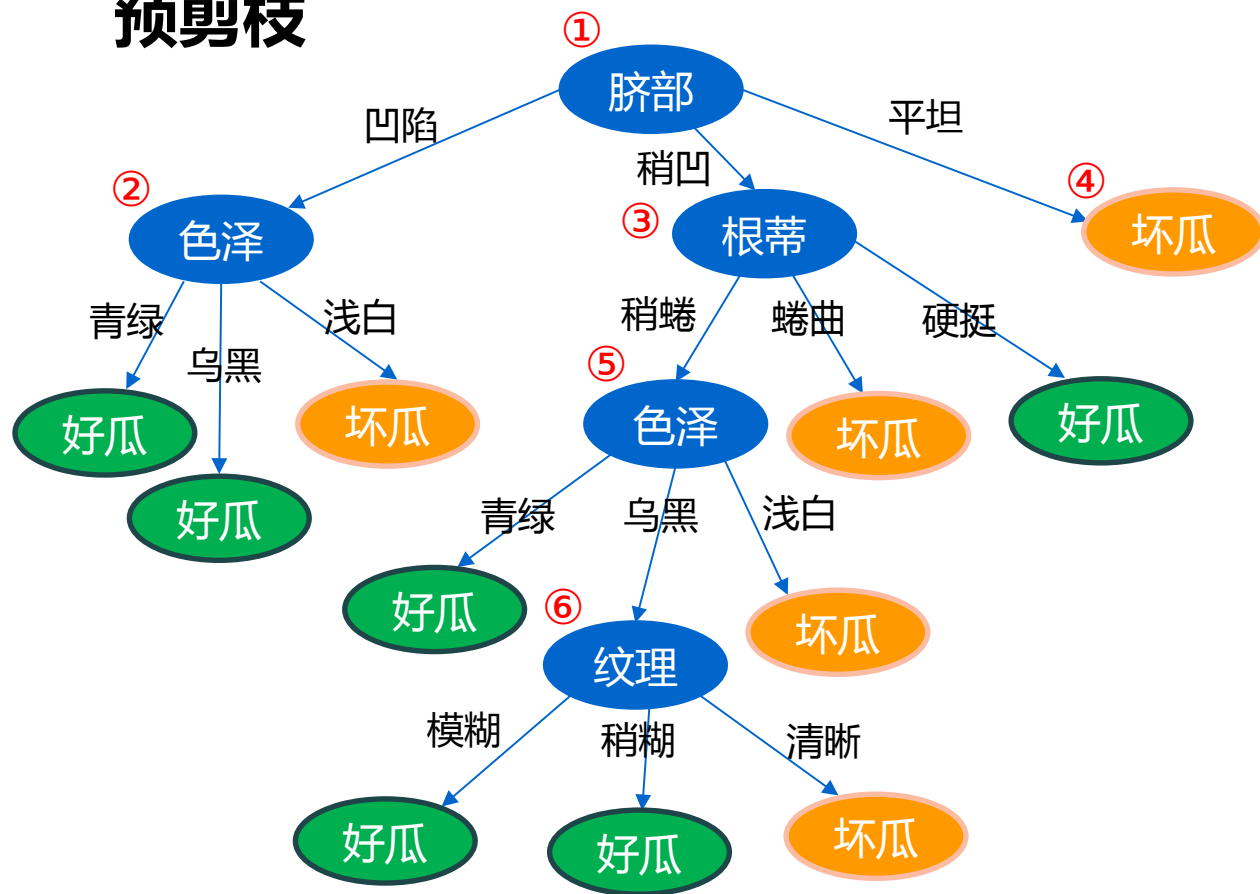 预剪枝
①
脐部
凹陷
稍凹
平坦
②
色泽
③
根蒂
④
坏瓜
青绿
乌黑
浅白
稍蜷
蜷曲
硬挺
好瓜
好瓜
坏瓜
⑤
色泽
坏瓜
好瓜
青绿
乌黑
浅白
好瓜
⑥
纹理
坏瓜
模糊
稍糊
清晰
好瓜
好瓜
坏瓜